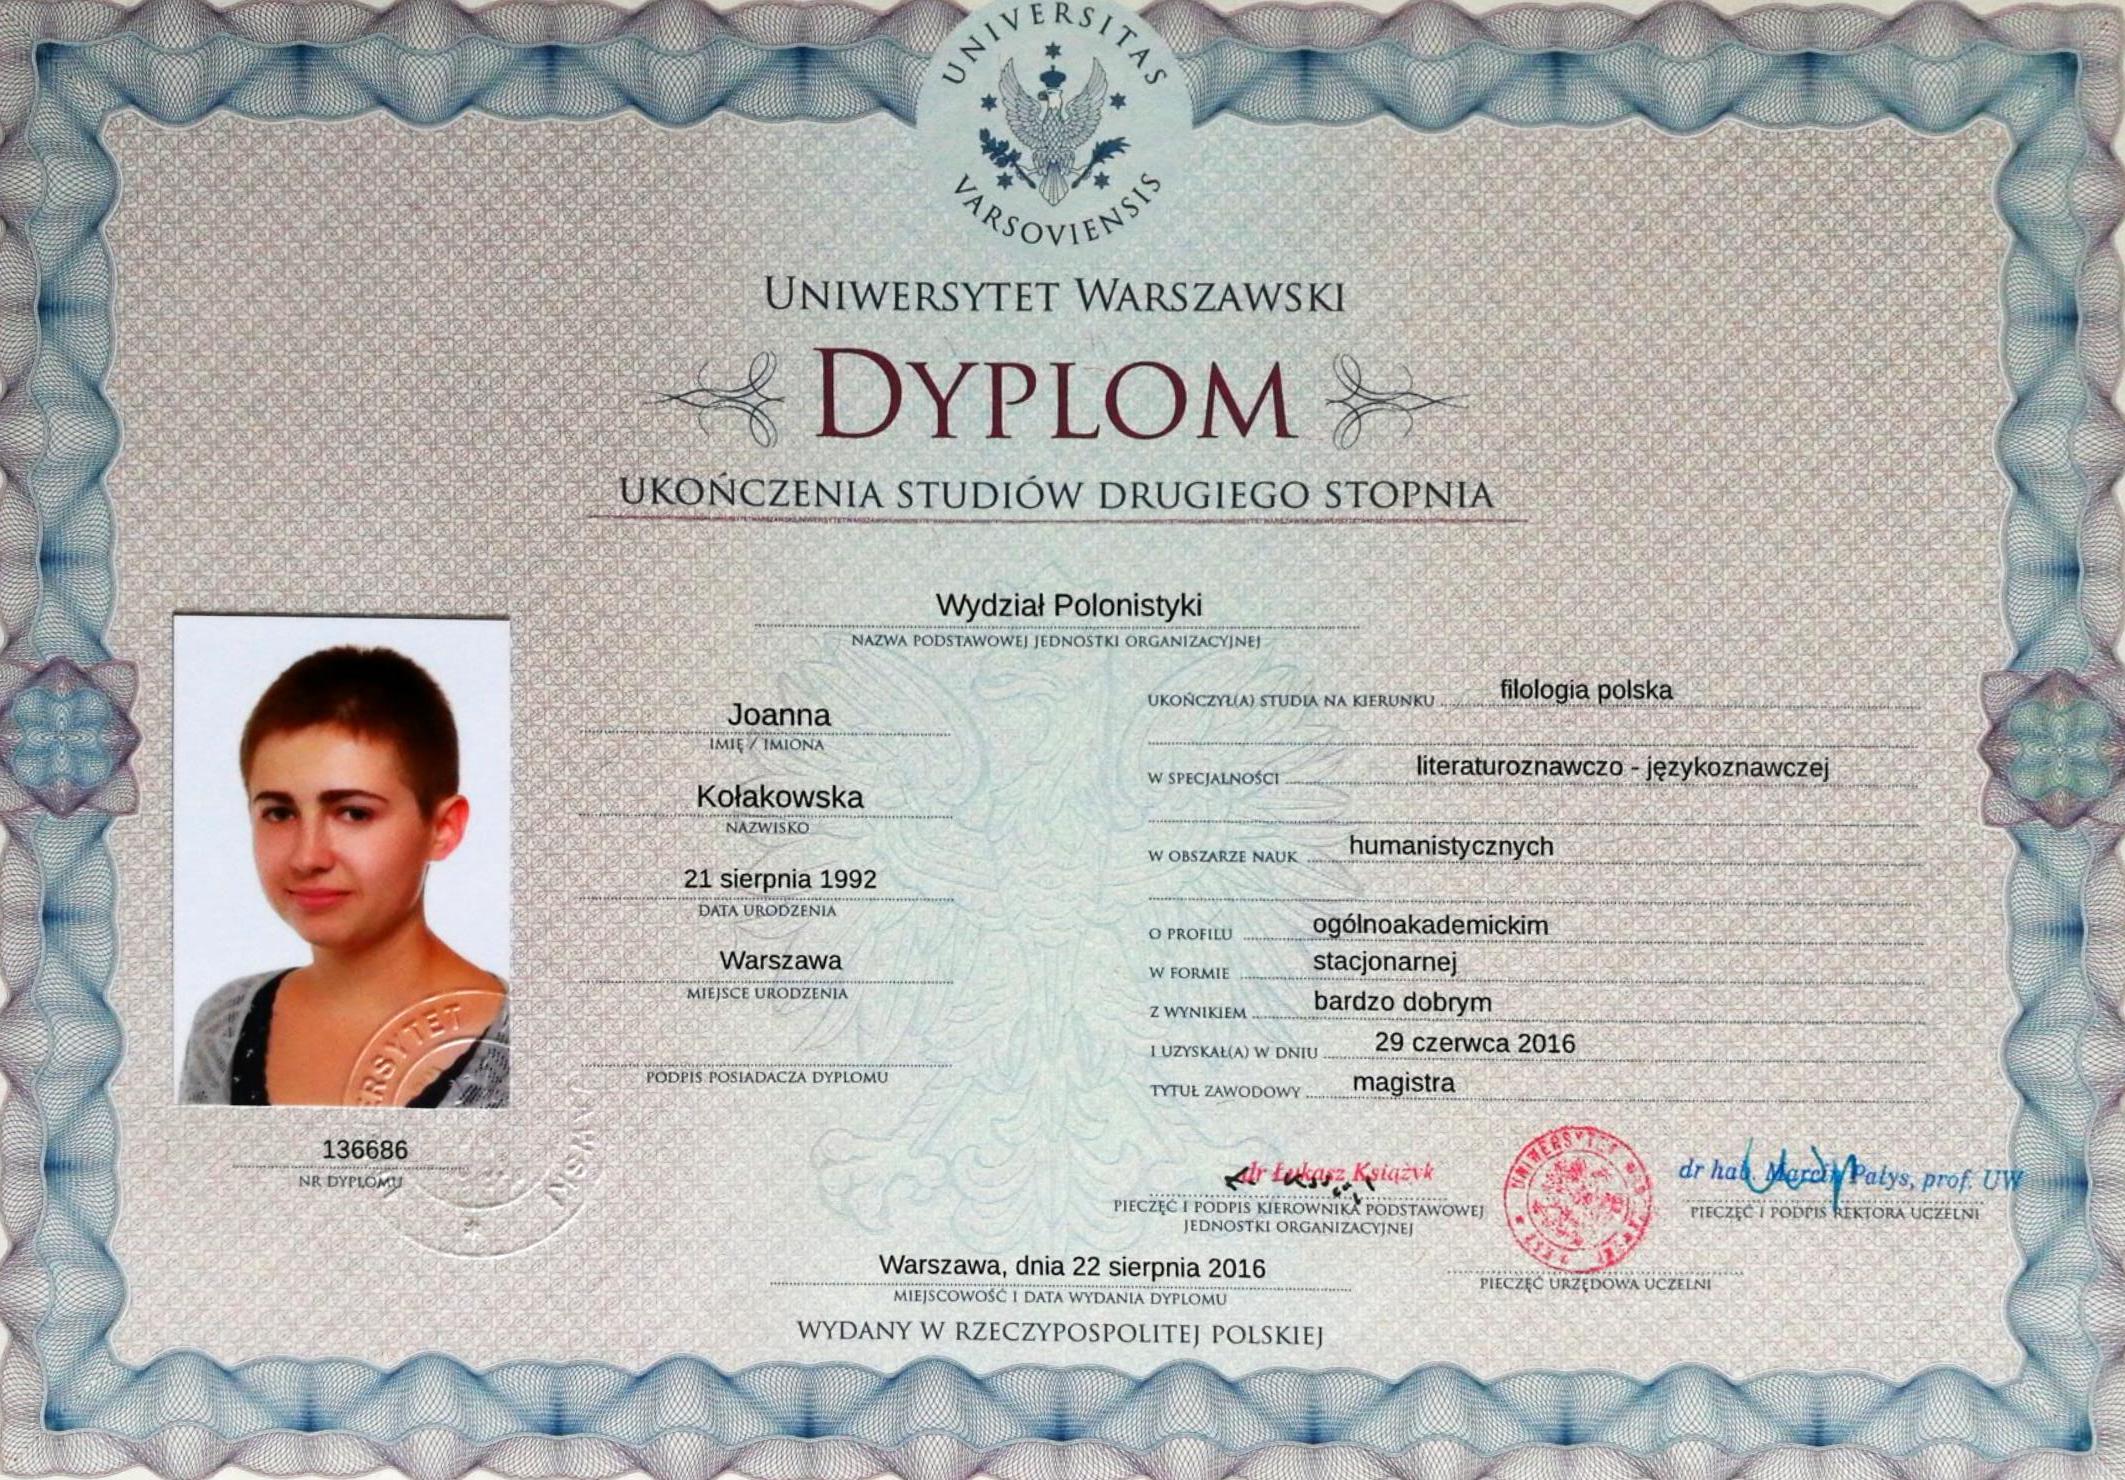 UNIVERSITAS
VARSOVIENSIS
UNIWERSYTET WARSZAWSKI
DYPLOM
UKOŃCZENIA STUDIÓW DRUGIEGO STOPNIA
Wydział Polonistyki
NAZWA PODSTAWOWEJ JEDNOSTKI ORGANIZACYJNEJ
Joanna
IMIĘ / IMIONA
Kołakowska
NAZWISKO
21 sierpnia 1992
DATA URODZENIA
Warszawa
MIEJSCE URODZENIA
PODPIS POSIADACZA DYPLOMU
136686
NR DYPLOMU
UKOŃCZYŁ(A) STUDIA NA KIERUNKU filologia polska
W SPECJALNOŚCI literaturoznawczo - językoznawczej
W OBSZARZE NAUK humanistycznych
O PROFILU ogólnoakademickim
W FORMIE stacjonarnej
Z WYNIKIEM bardzo dobrym
I UZYSKAŁ(A) W DNIU 29 czerwca 2016
TYTUŁ ZAWODOWY magistra
dr Łukasz Książyk
PIECZĘĆ I PODPIS KIEROWNIKA PODSTAWOWEJ
JEDNOSTKI ORGANIZACYJNEJ
dr hab. Marcin Pałys, prof. UW
PIECZĘĆ I PODPIS REKTORA UCZELNI
PIECZĘĆ URZĘDOWA UCZELNI
Warszawa, dnia 22 sierpnia 2016
MIEJSCOWOŚĆ I DATA WYDANIA DYPLOMU
WYDANY W RZECZYPOSPOLITEJ POLSKIEJ